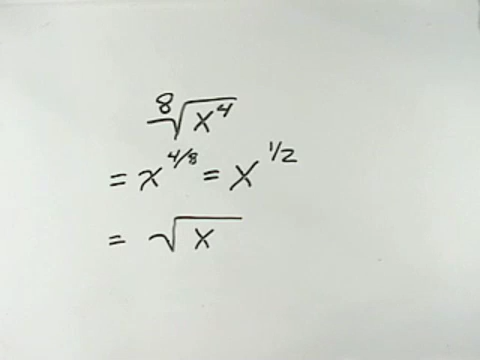 ⁸√x⁴
= x^4/8 = x^1/2
= √x